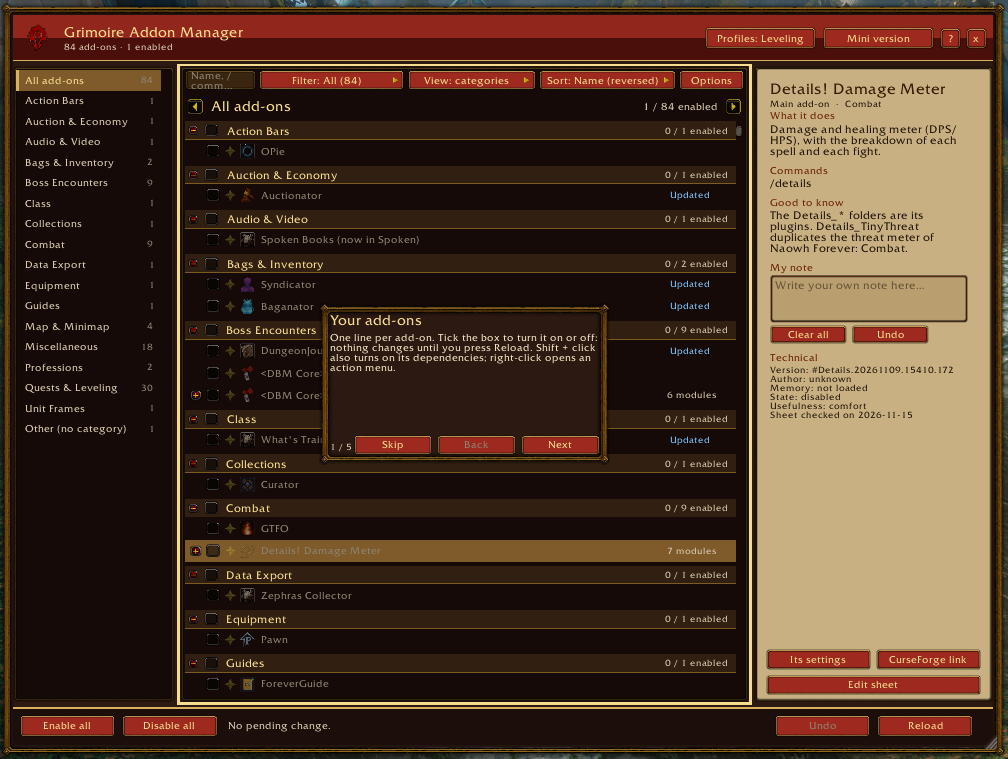 Grimoire Addon Manager
84 add-ons · 1 enabled
Profiles: Leveling
Mini version
?
x
All add-ons 84
Action Bars 1
Auction & Economy 1
Audio & Video 1
Bags & Inventory 2
Boss Encounters 9
Class 1
Collections 1
Combat 9
Data Export 1
Equipment 1
Guides 1
Map & Minimap 4
Miscellaneous 18
Professions 2
Quests & Leveling 30
Unit Frames 1
Other (no category) 1
Name, /
comm...
Filter: All (84)
View: categories
Sort: Name (reversed)
Options
All add-ons
1 / 84 enabled
Action Bars 0 / 1 enabled
OPie
Auction & Economy 0 / 1 enabled
Auctionator Updated
Audio & Video 0 / 1 enabled
Spoken Books (now in Spoken)
Bags & Inventory 0 / 2 enabled
Syndicator Updated
Baganator Updated
Boss Encounters 0 / 9 enabled
DungeonJou Updated
<DBM Core
<DBM Core 6 modules
Class 0 / 1 enabled
What's Train Updated
Collections 0 / 1 enabled
Curator
Combat 0 / 9 enabled
GTFO
Details! Damage Meter 7 modules
Data Export 0 / 1 enabled
Zephras Collector
Equipment 0 / 1 enabled
Pawn
Guides 0 / 1 enabled
ForeverGuide
Your add-ons
One line per add-on. Tick the box to turn it on or off:
nothing changes until you press Reload. Shift + click
also turns on its dependencies; right-click opens an
action menu.
1 / 5
Skip
Back
Next
Details! Damage Meter
Main add-on · Combat
What it does
Damage and healing meter (DPS/
HPS), with the breakdown of each
spell and each fight.
Commands
/details
Good to know
The Details_* folders are its
plugins. Details_TinyThreat
duplicates the threat meter of
Naowh Forever: Combat.
My note
Write your own note here...
Clear all
Undo
Technical
Version: #Details.20261109.15410.172
Author: unknown
Memory: not loaded
State: disabled
Usefulness: comfort
Sheet checked on 2026-11-15
Its settings
CurseForge link
Edit sheet
Enable all
Disable all
No pending change.
Undo
Reload